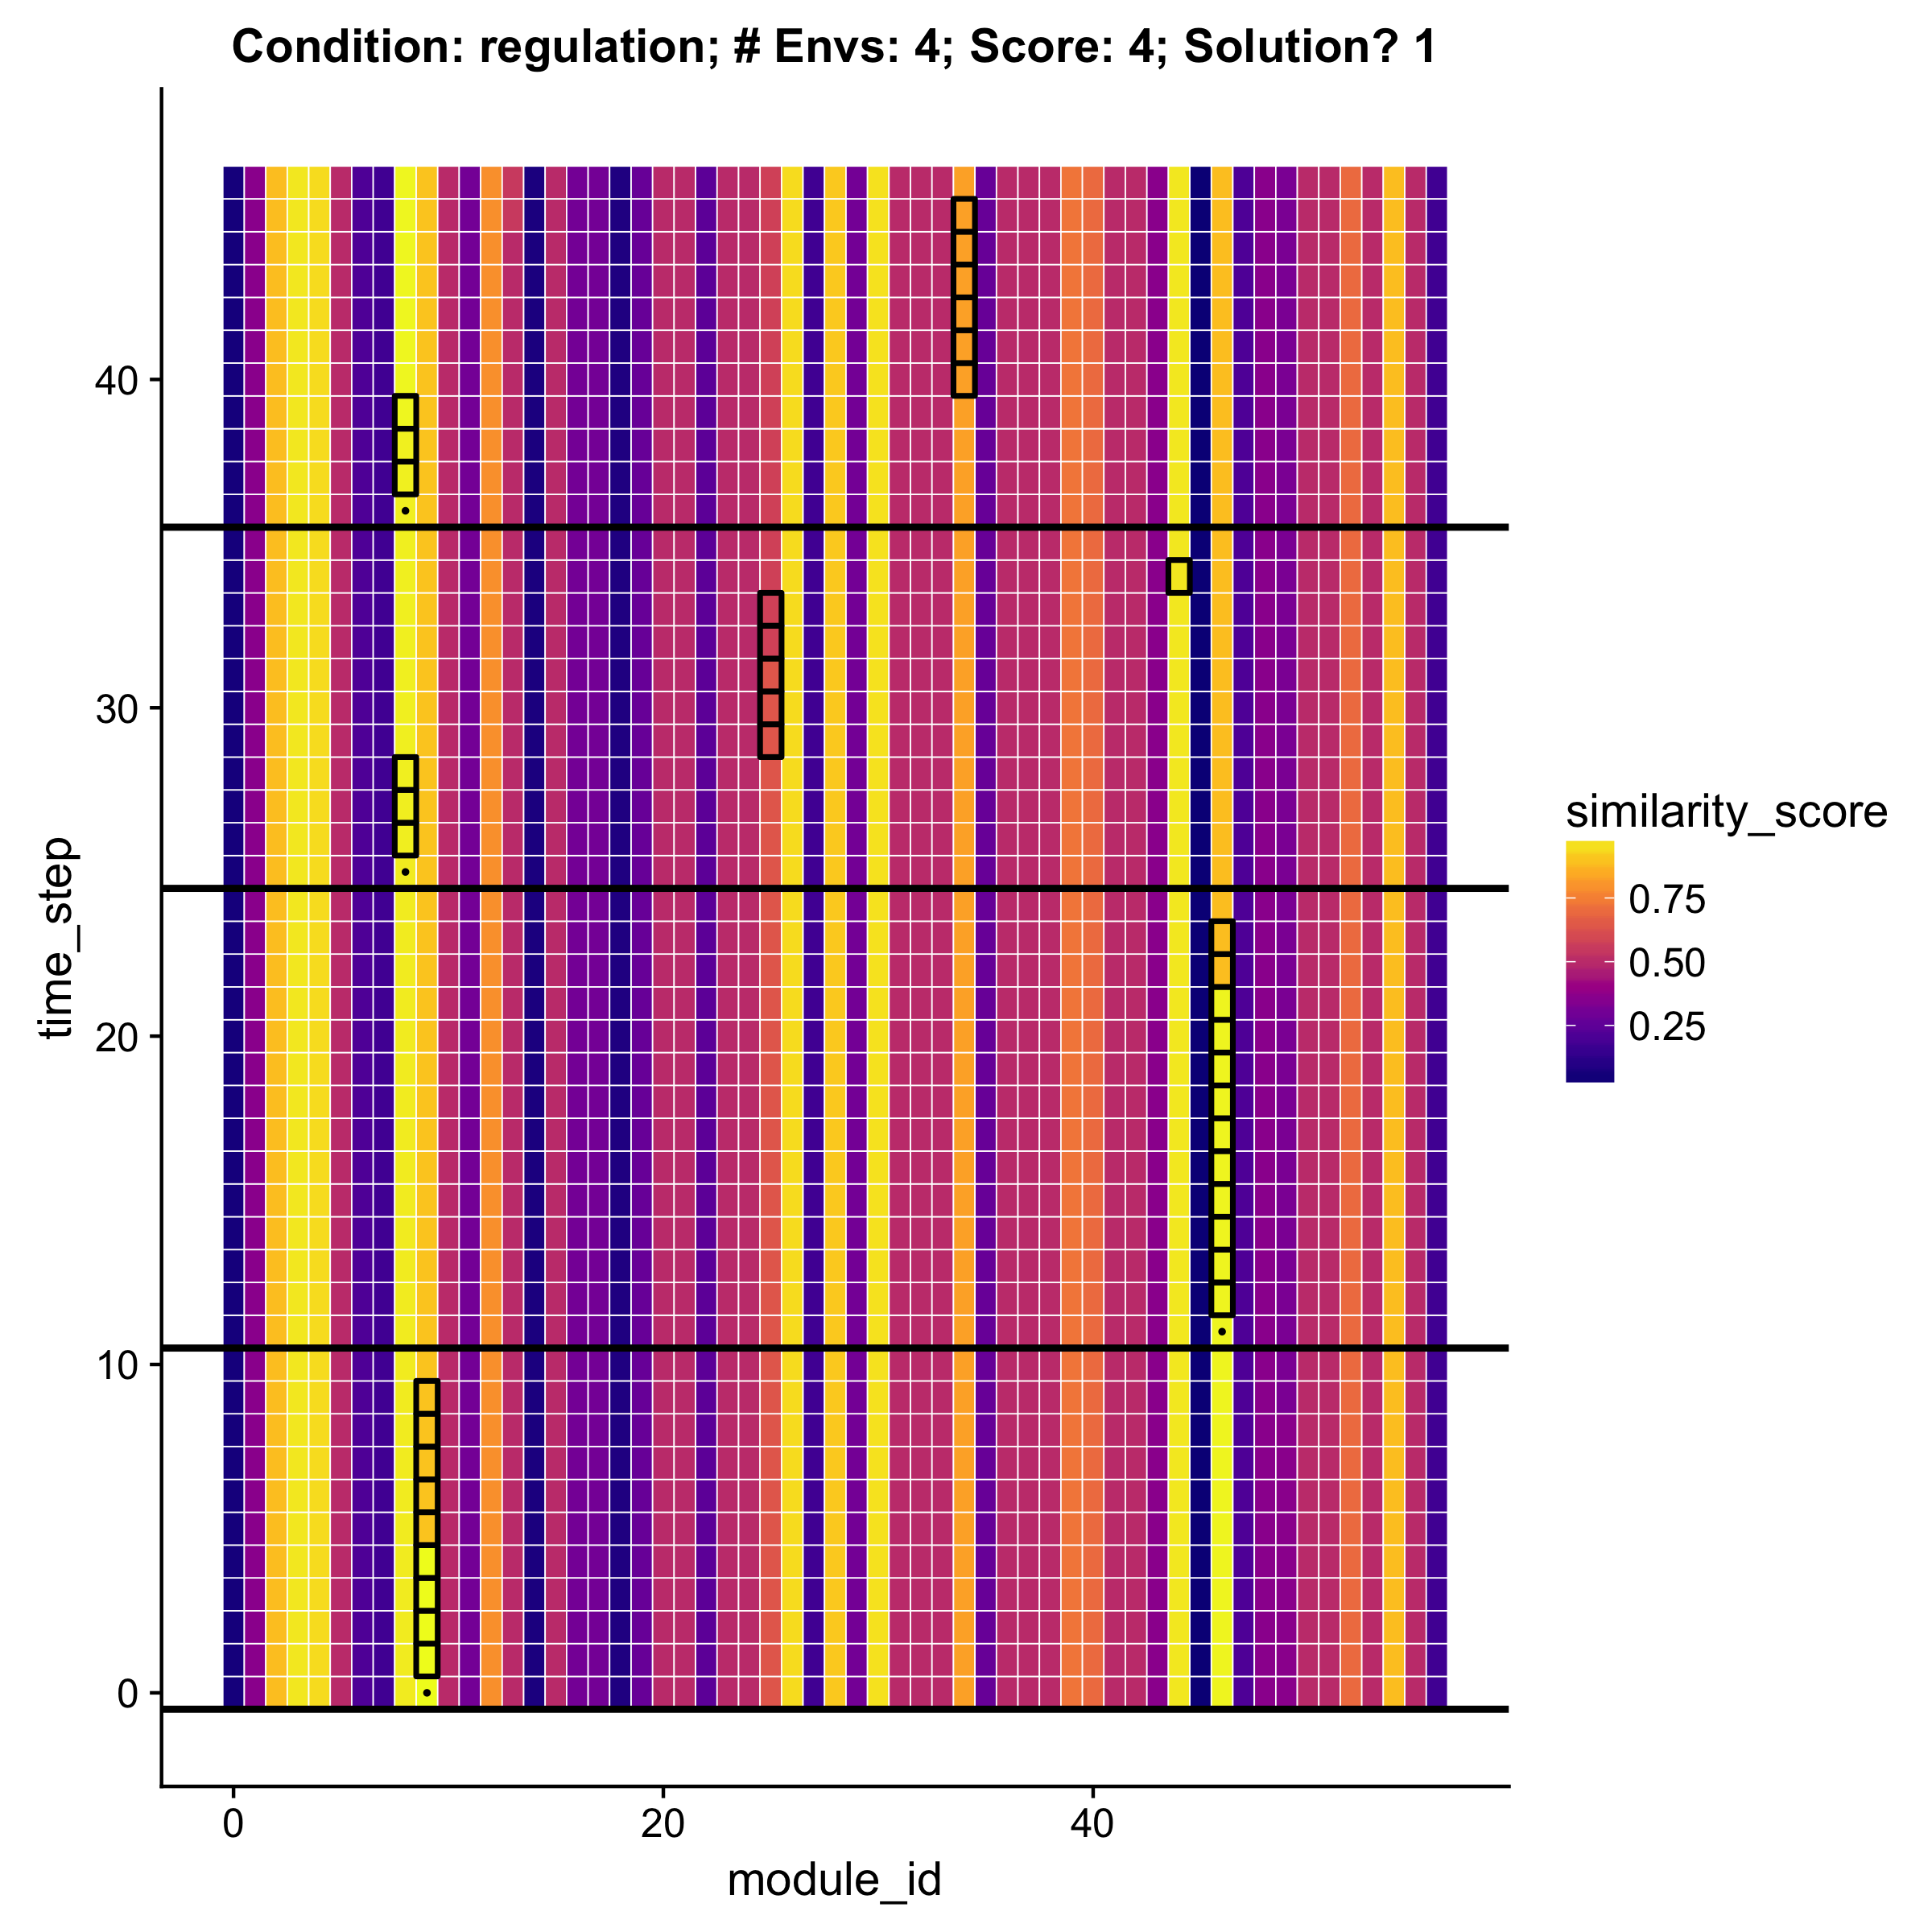 Condition: regulation; # Envs: 4; Score: 4; Solution? 1
time_step
40
30
20
10
0
0
20
40
module_id
similarity_score
0.75
0.50
0.25